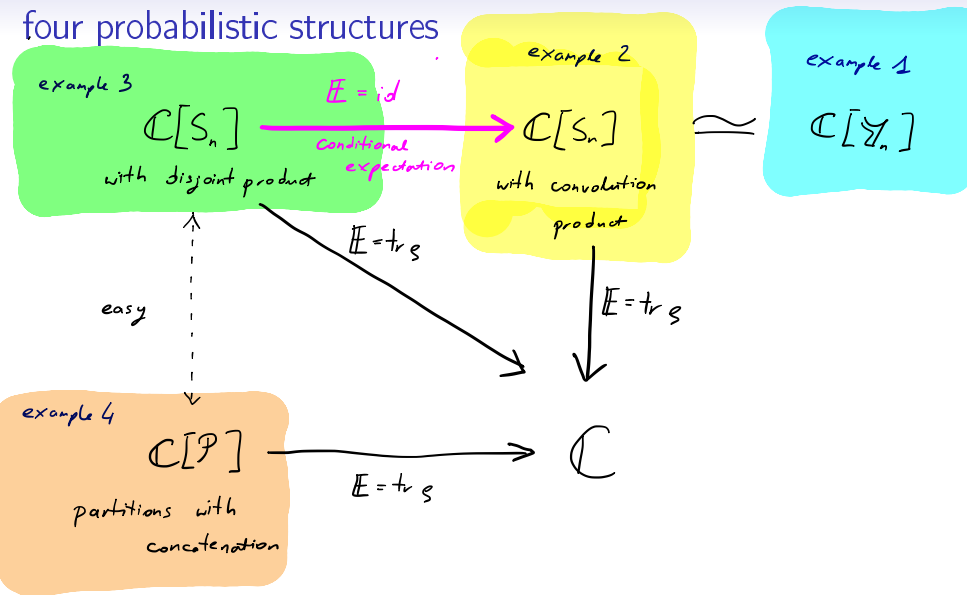 four probabilistic structures
example 3
ℂ[Sₙ]
with disjoint product
𝔼 = id
conditional
expectation
example 2
ℂ[Sₙ]
with convolution
product
≃
example 1
ℂ[𝕐ₙ]
𝔼 = tr ρ
𝔼 = tr ρ
easy
example 4
ℂ[𝒫]
partitions with
concatenation
𝔼 = tr ρ
ℂ